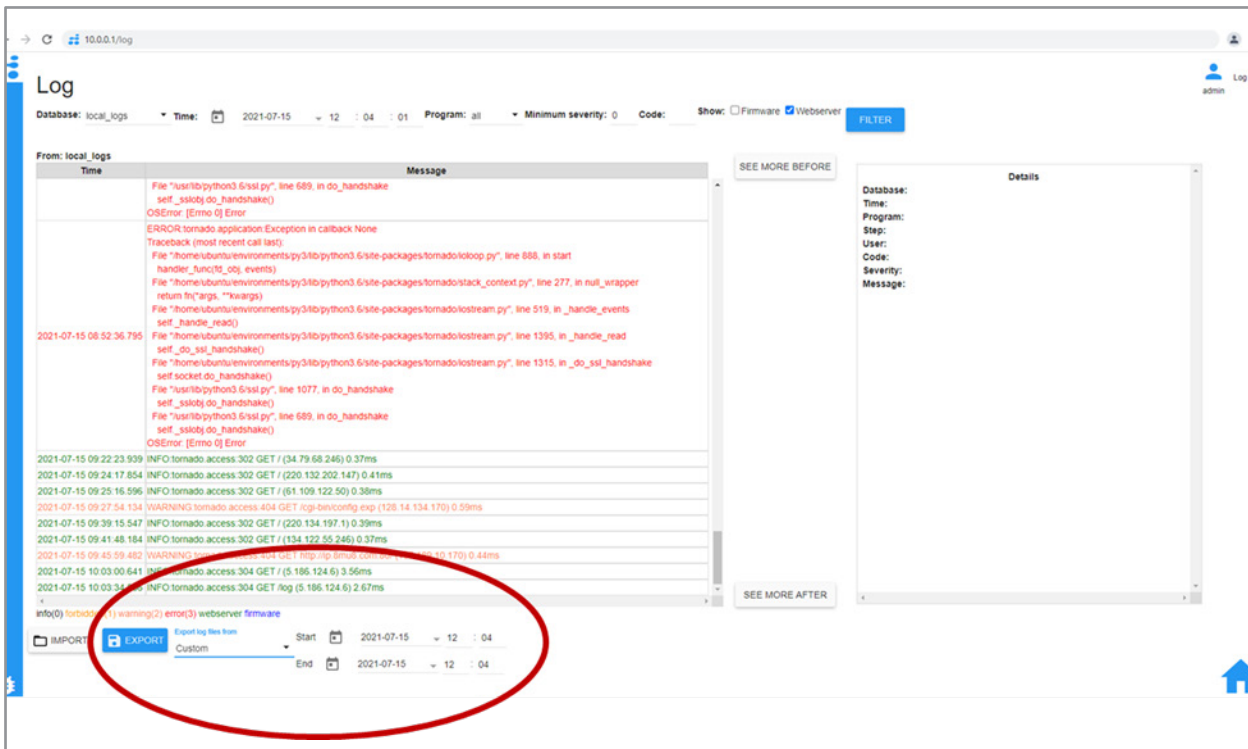 10.0.0.1/log
Log
Log
admin
Database: local_logs Time: 2021-07-15 12 : 04 : 01 Program: all Minimum severity: 0 Code: Show: Firmware Webserver FILTER
From: local_logs
Time Message
File "/usr/lib/python3.6/ssl.py", line 689, in do_handshake
self._sslobj.do_handshake()
OSError: [Errno 0] Error
2021-07-15 08:52:36.795
ERROR:tornado.application:Exception in callback None
Traceback (most recent call last):
File "/home/ubuntu/environments/py3/lib/python3.6/site-packages/tornado/ioloop.py", line 888, in start
handler_func(fd_obj, events)
File "/home/ubuntu/environments/py3/lib/python3.6/site-packages/tornado/stack_context.py", line 277, in null_wrapper
return fn(*args, **kwargs)
File "/home/ubuntu/environments/py3/lib/python3.6/site-packages/tornado/iostream.py", line 519, in _handle_events
self._handle_read()
File "/home/ubuntu/environments/py3/lib/python3.6/site-packages/tornado/iostream.py", line 1395, in _handle_read
self._do_ssl_handshake()
File "/home/ubuntu/environments/py3/lib/python3.6/site-packages/tornado/iostream.py", line 1315, in _do_ssl_handshake
self.socket.do_handshake()
File "/usr/lib/python3.6/ssl.py", line 1077, in do_handshake
self._sslobj.do_handshake()
File "/usr/lib/python3.6/ssl.py", line 689, in do_handshake
self._sslobj.do_handshake()
OSError: [Errno 0] Error
2021-07-15 09:22:23.939 INFO:tornado.access:302 GET / (34.79.68.246) 0.37ms
2021-07-15 09:24:17.854 INFO:tornado.access:302 GET / (220.132.202.147) 0.41ms
2021-07-15 09:25:16.596 INFO:tornado.access:302 GET / (61.109.122.50) 0.38ms
2021-07-15 09:27:54.134 WARNING:tornado.access:404 GET /cgi-bin/config.exp (128.14.134.170) 0.59ms
2021-07-15 09:39:15.547 INFO:tornado.access:302 GET / (220.134.197.1) 0.39ms
2021-07-15 09:41:48.184 INFO:tornado.access:302 GET / (134.122.55.246) 0.37ms
2021-07-15 09:45:59.482 WARNING:tornado.access:404 GET 0.44ms
2021-07-15 10:03:00.641 INFO:tornado.access:304 GET / (5.186.124.6) 3.56ms
2021-07-15 INFO:tornado.access:304 GET /log (5.186.124.6) 2.67ms
info(0) forbidden(1) warning(2) error(3) webserver firmware
SEE MORE BEFORE
SEE MORE AFTER
Details
Database:
Time:
Program:
Step:
User:
Code:
Severity:
Message:
IMPORT EXPORT
Export log files from
Custom
Start 2021-07-15 12 : 04
End 2021-07-15 12 : 04